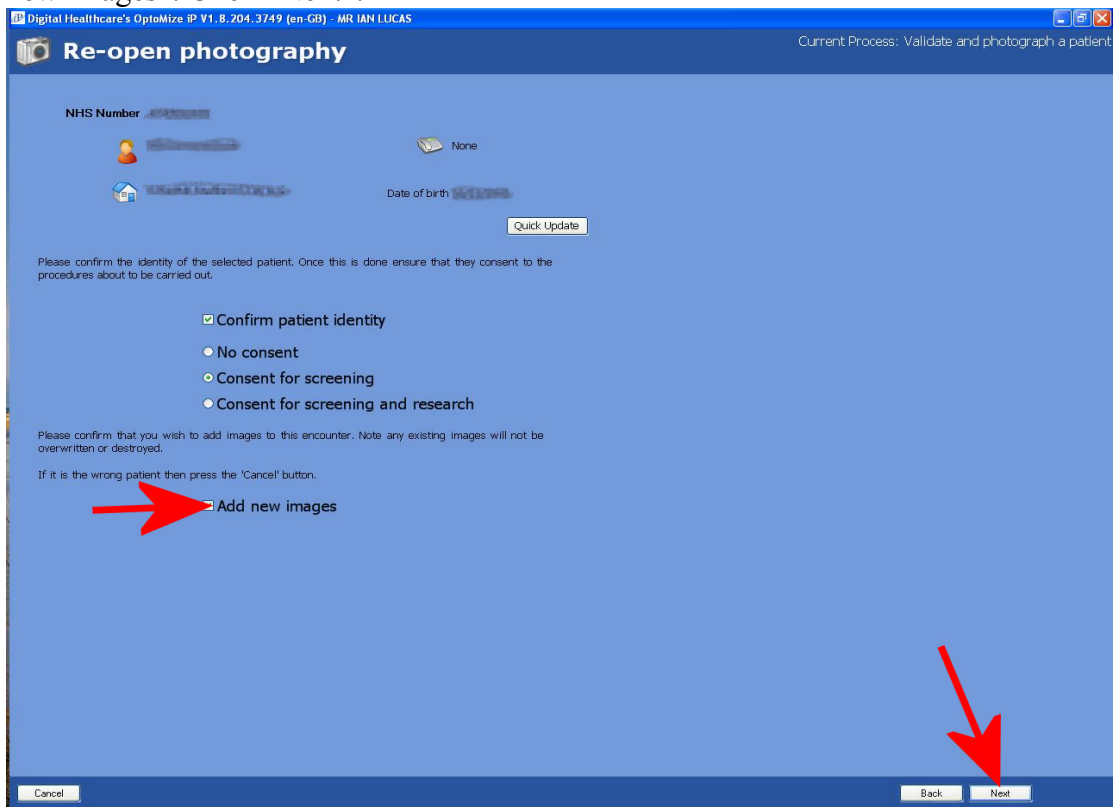 Digital Healthcare's OptoMize iP V1.8.204.3749 (en-GB) - MR IAN LUCAS
Re-open photography
Current Process: Validate and photograph a patient
NHS Number
None
Date of birth
Quick Update
Please confirm the identity of the selected patient. Once this is done ensure that they consent to the
procedures about to be carried out.
Confirm patient identity
No consent
Consent for screening
Consent for screening and research
Please confirm that you wish to add images to this encounter. Note any existing images will not be
overwritten or destroyed.
If it is the wrong patient then press the 'Cancel' button.
Add new images
Cancel
Back
Next